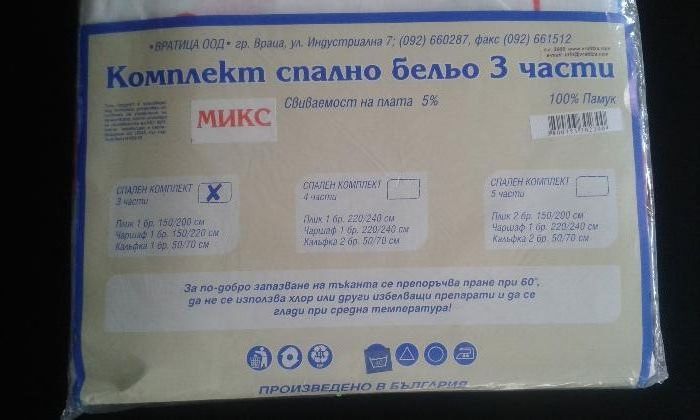 •ВРАТИЦА ООД• гр. Враца, ул. Индустриална 7; (092) 660287, факс (092) 661512
Комплект спално бельо 3 части
МИКС
Свиваемост на плата 5%
100% Памук
СПАЛЕН КОМПЛЕКТ
3 части
X
Плик 1 бр. 150/200 см
Чаршаф 1 бр. 150/220 см
Калъфка 1 бр. 50/70 см
СПАЛЕН КОМПЛЕКТ
4 части
Плик 1 бр. 220/240 см
Чаршаф 1 бр. 220/240 см
Калъфка 2 бр. 50/70 см
СПАЛЕН КОМПЛЕКТ
5 части
Плик 2 бр. 150/200 см
Чаршаф 1 бр. 220/240 см
Калъфка 2 бр. 50/70 см
За по-добро запазване на тъканта се препоръчва пране при 60°,
да не се използва хлор или други избелващи препарати и да се
глади при средна температура!
ПРОИЗВЕДЕНО В БЪЛГАРИЯ